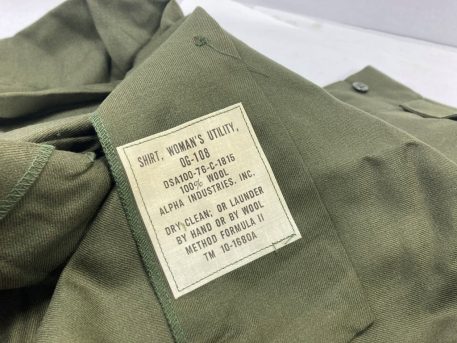 SHIRT, WOMAN'S UTILITY,
OG-108
DSA100-76-C-1815
100% WOOL
ALPHA INDUSTRIES, INC.
DRY CLEAN; OR LAUNDER
BY HAND OR BY WOOL
METHOD FORMULA II
TM 10-1680A